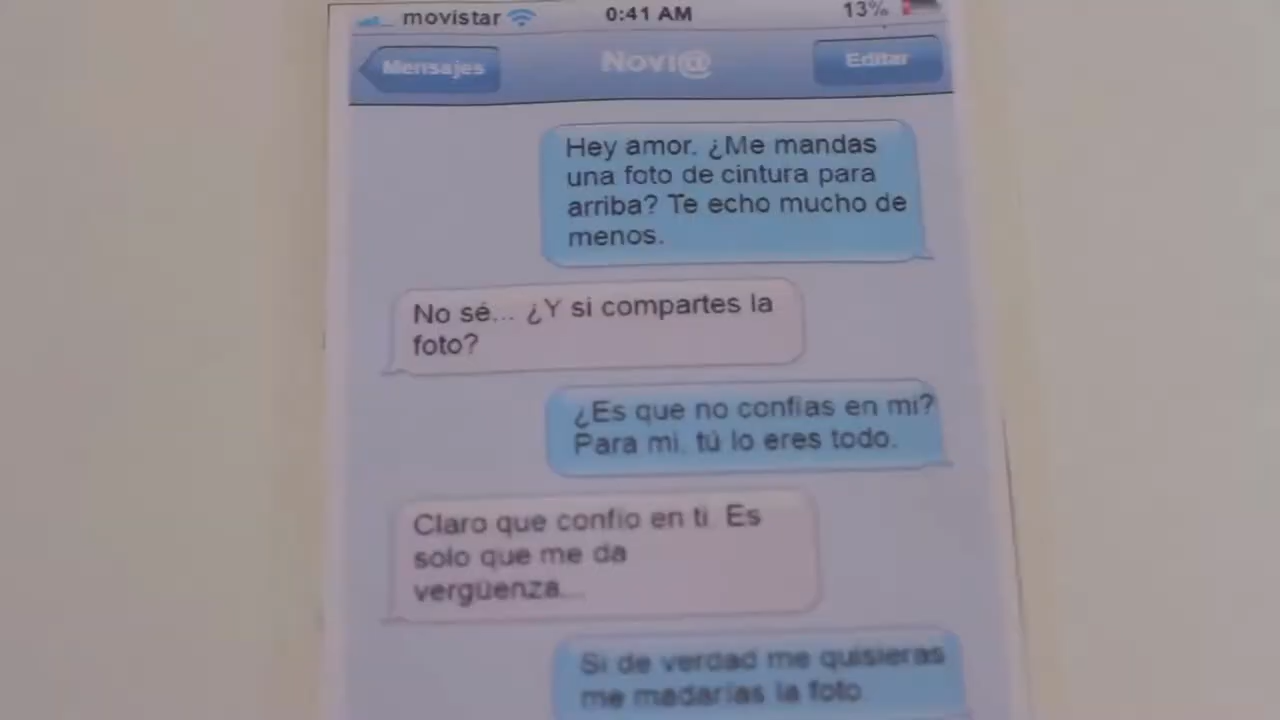 movistar 0:41 AM 13%
Mensajes Novi@ Editar
Hey amor. ¿Me mandas
una foto de cintura para
arriba? Te echo mucho de
menos.
No sé... ¿Y si compartes la
foto?
¿Es que no confias en mi?
Para mi, tú lo eres todo.
Claro que confio en ti. Es
solo que me da
vergüenza...
Si de verdad me quisieras
me madarías la foto